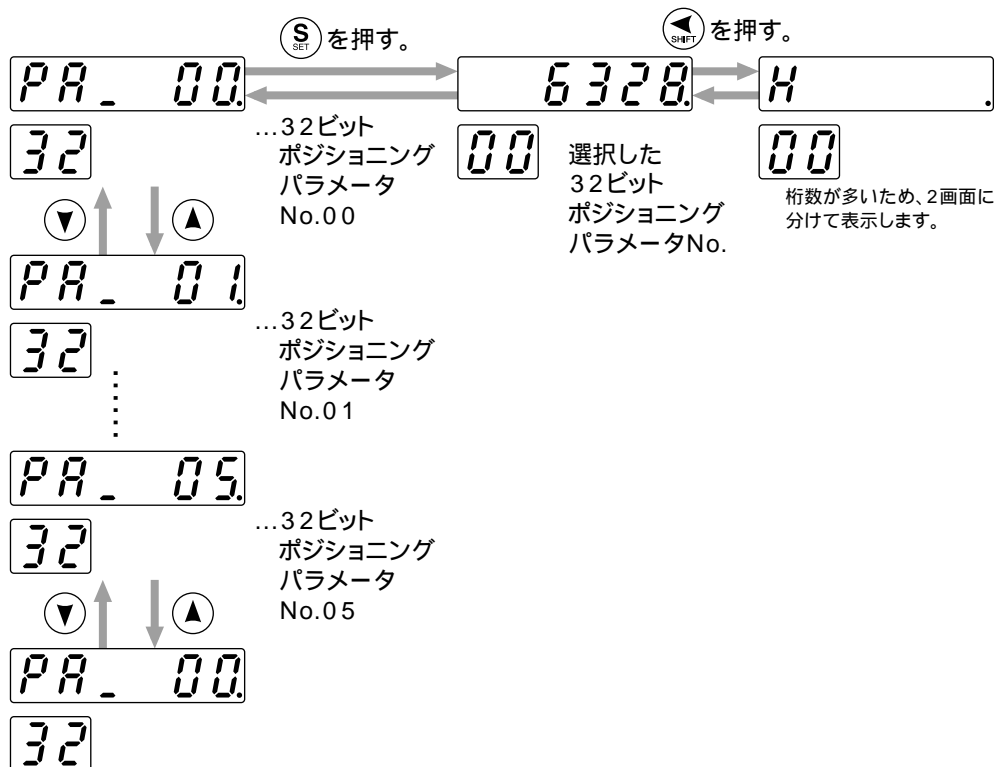 S SET を押す。
SHIFT を押す。
PA_ 00.
6328.
H .
32
…32ビット
ポジショニング
パラメータ
No.00
00
選択した
32ビット
ポジショニング
パラメータNo.
00
桁数が多いため、2画面に
分けて表示します。
PA_ 01.
32
…32ビット
ポジショニング
パラメータ
No.01
PA_ 05.
32
…32ビット
ポジショニング
パラメータ
No.05
PA_ 00.
32